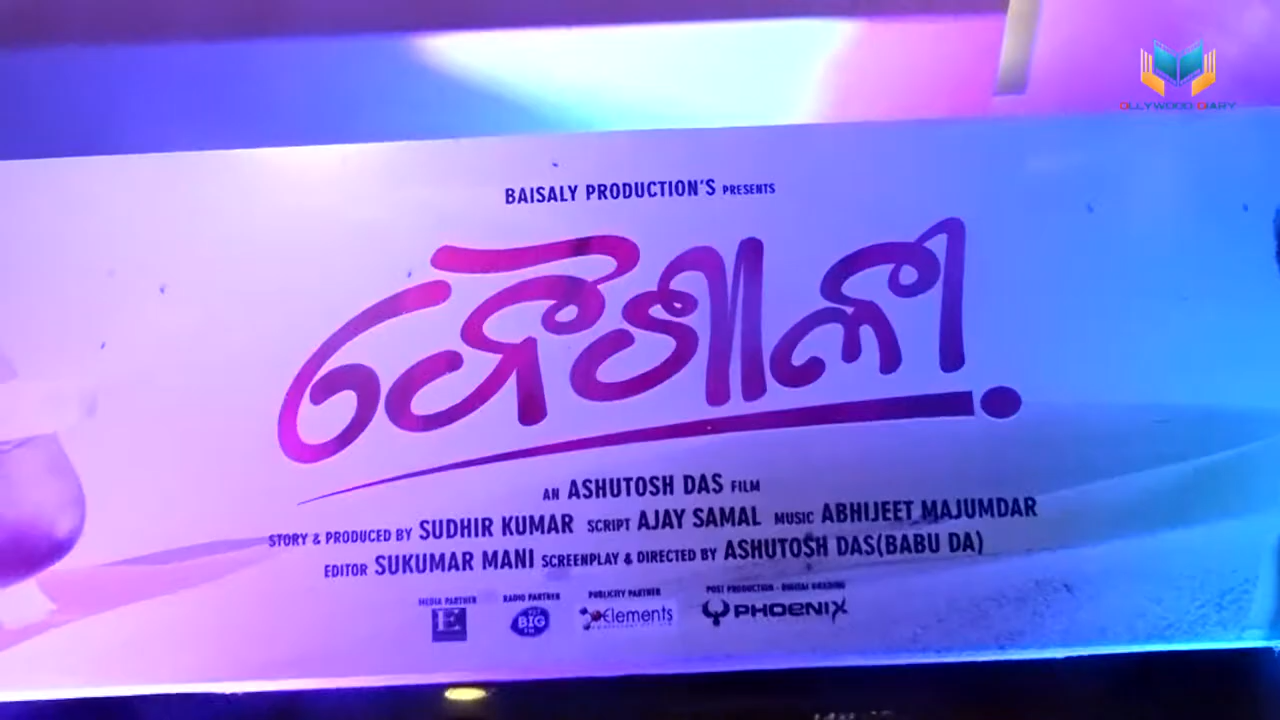 OLLYWOOD DIARY
BAISALY PRODUCTION'S PRESENTS
ବୈଶାଳୀ
AN ASHUTOSH DAS FILM
STORY & PRODUCED BY SUDHIR KUMAR SCRIPT AJAY SAMAL MUSIC ABHIJEET MAJUMDAR
EDITOR SUKUMAR MANI SCREENPLAY & DIRECTED BY ASHUTOSH DAS(BABU DA)
MEDIA PARTNER RADIO PARTNER PUBLICITY PARTNER POST PRODUCTION - DIGITAL GRADING
E BIG FM Elements PHOENIX